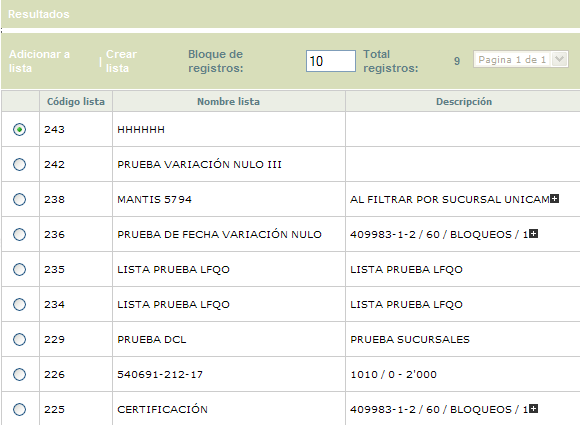 Resultados
Adicionar a lista | Crear lista Bloque de registros: 10 Total registros: 9 Pagina 1 de 1
Código lista Nombre lista Descripción
243 HHHHHH
242 PRUEBA VARIACIÓN NULO III
238 MANTIS 5794 AL FILTRAR POR SUCURSAL UNICAM
236 PRUEBA DE FECHA VARIACIÓN NULO 409983-1-2 / 60 / BLOQUEOS / 1
235 LISTA PRUEBA LFQO LISTA PRUEBA LFQO
234 LISTA PRUEBA LFQO LISTA PRUEBA LFQO
229 PRUEBA DCL PRUEBA SUCURSALES
226 540691-212-17 1010 / 0 - 2'000
225 CERTIFICACIÓN 409983-1-2 / 60 / BLOQUEOS / 1